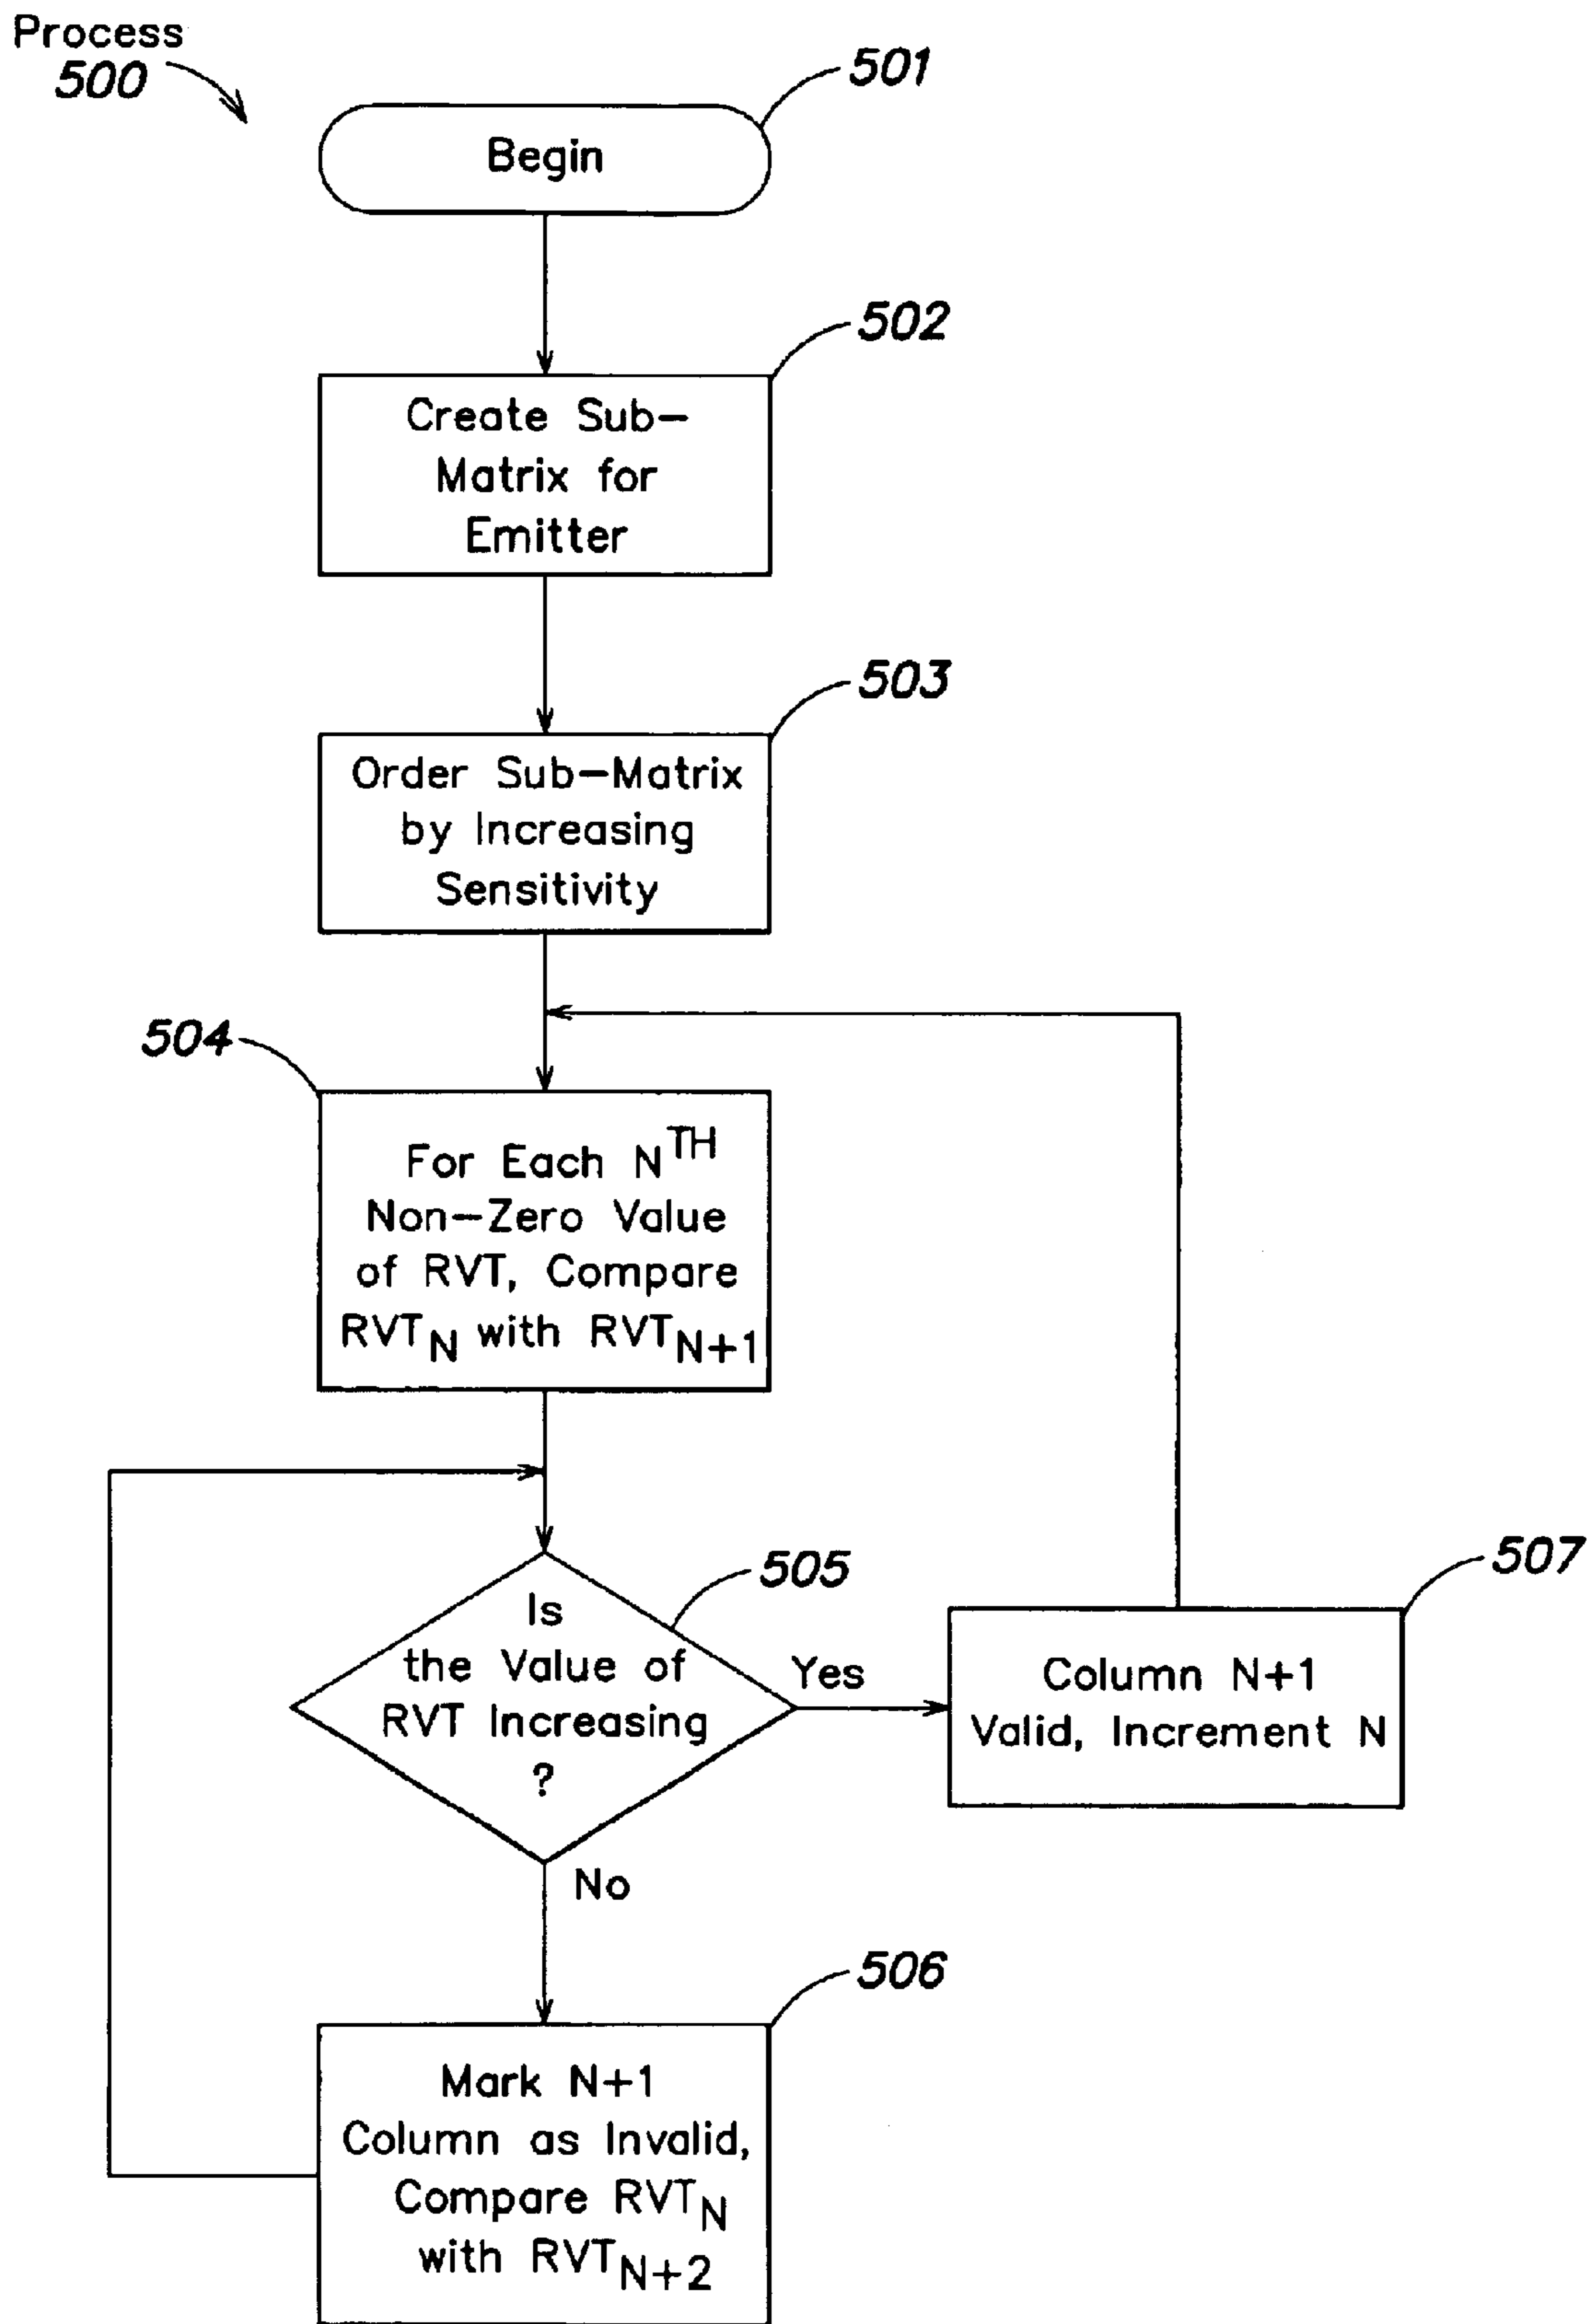 Process
500
501
Begin
502
Create Sub-
Matrix for
Emitter
503
Order Sub-Matrix
by Increasing
Sensitivity
504
For Each N^TH
Non-Zero Value
of RVT, Compare
RVT_N with RVT_N+1
505
Is
the Value of
RVT Increasing
?
Yes
507
Column N+1
Valid, Increment N
No
506
Mark N+1
Column as Invalid,
Compare RVT_N
with RVT_N+2